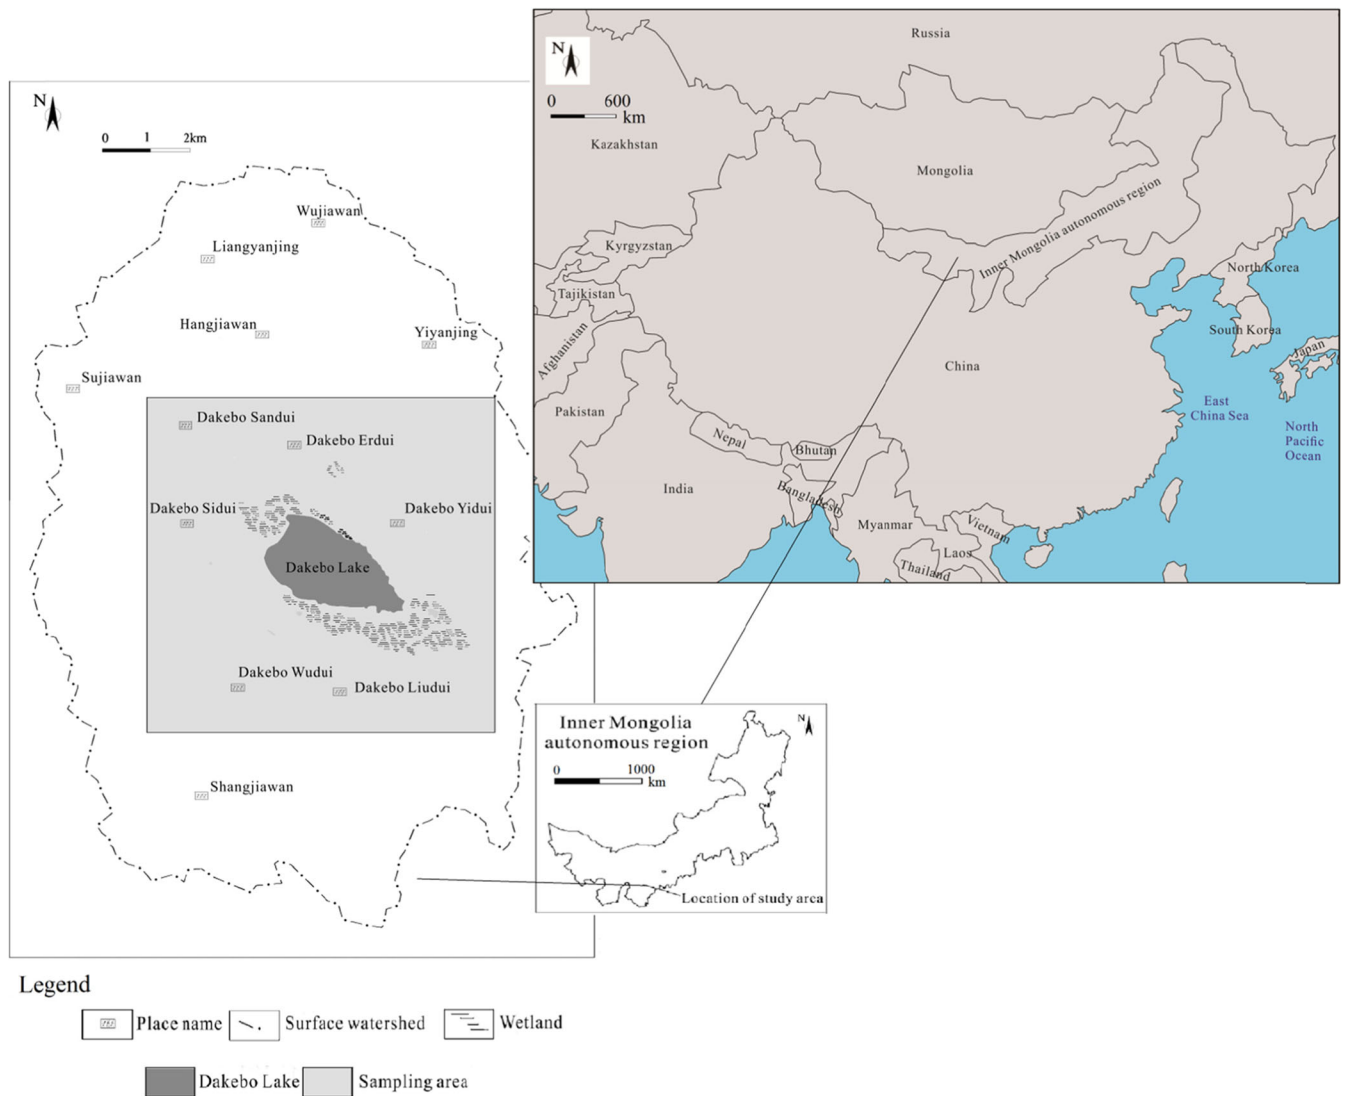 N
0 1 2km
Wujiawan
Liangyanjing
Hangjiawan
Yiyanjing
Sujiawan
Dakebo Sandui
Dakebo Erdui
Dakebo Sidui
Dakebo Yidui
Dakebo Lake
Dakebo Wudui
Dakebo Liudui
Shangjiawan
N
0 600
km
Russia
Kazakhstan
Mongolia
Inner Mongolia autonomous region
Kyrgyzstan
Tajikistan
Afghanistan
Pakistan
China
North Korea
South Korea
Japan
East
China Sea
North
Pacific
Ocean
Nepal
Bhutan
India
Bangladesh
Myanmar
Vietnam
Laos
Thailand
Inner Mongolia
autonomous region
N
0 1000
km
Location of study area
Legend
Place name
Surface watershed
Wetland
Dakebo Lake
Sampling area